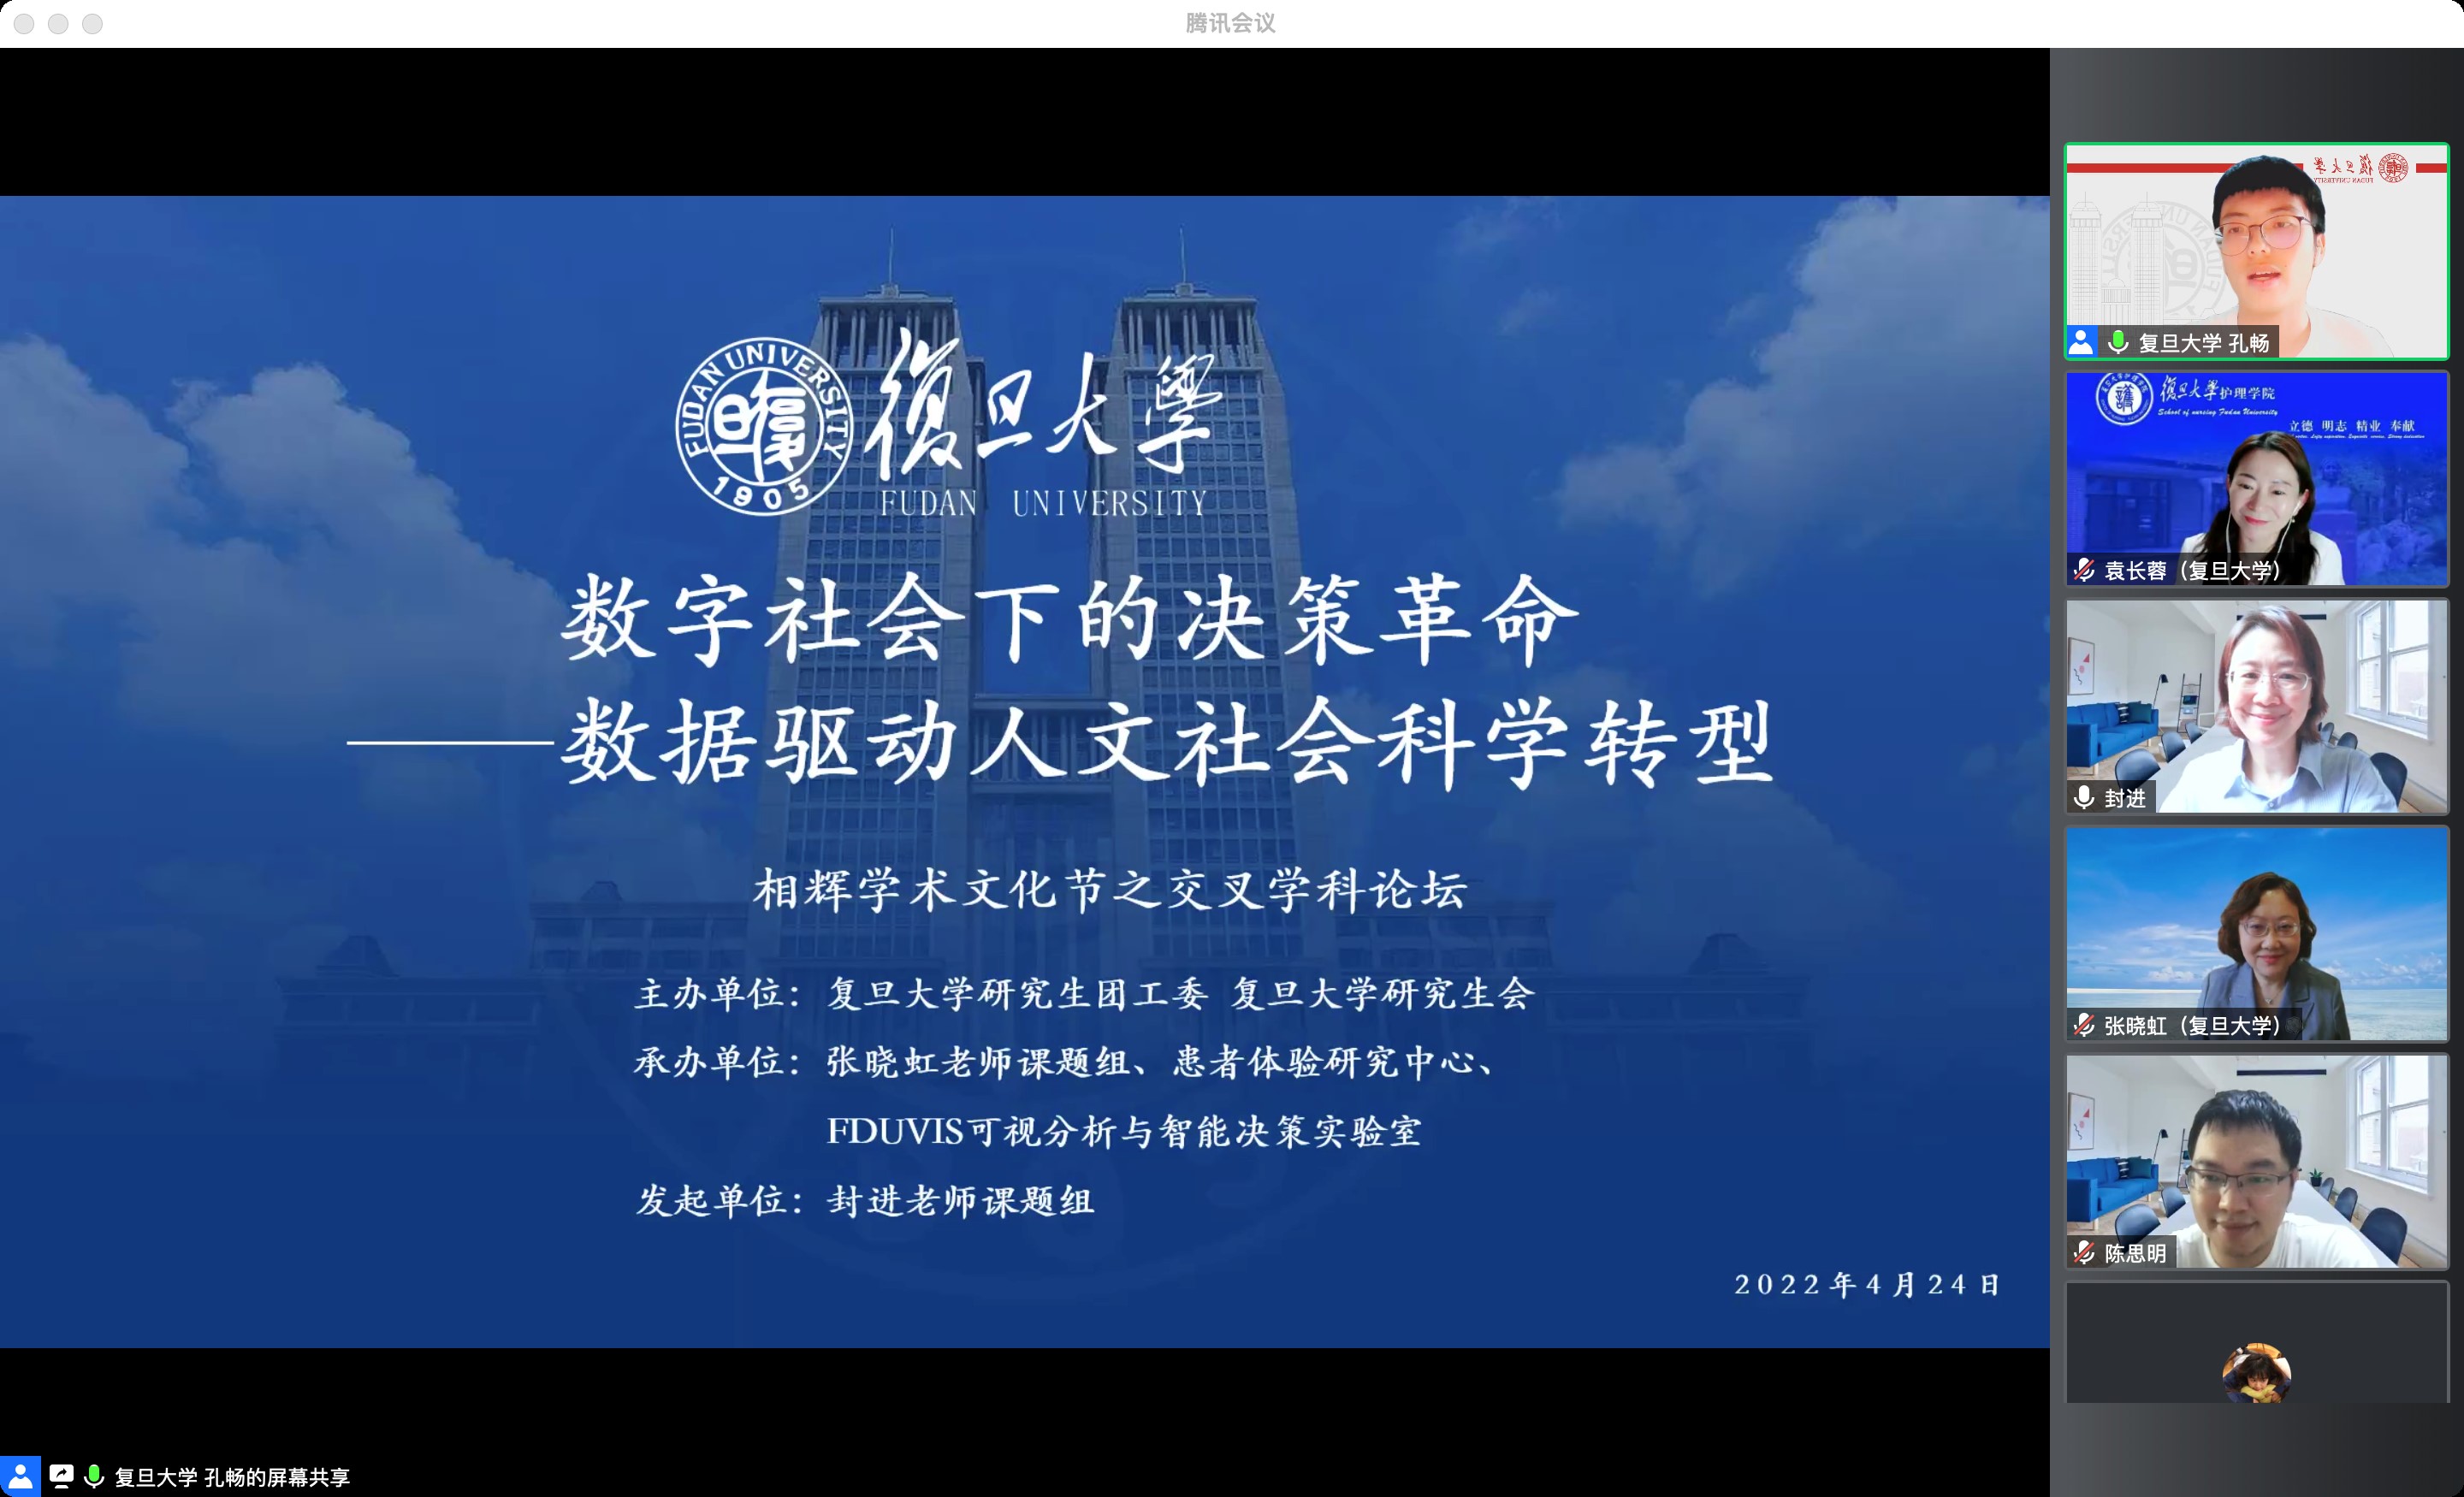 腾讯会议
FUDAN UNIVERSITY
1905
復旦大學
FUDAN UNIVERSITY
数字社会下的决策革命
——数据驱动人文社会科学转型
相辉学术文化节之交叉学科论坛
主办单位：复旦大学研究生团工委 复旦大学研究生会
承办单位：张晓虹老师课题组、患者体验研究中心、
FDUVIS可视分析与智能决策实验室
发起单位：封进老师课题组
2022年4月24日
復旦大學
FUDAN UNIVERSITY
复旦大学 孔畅
復旦大学护理学院
School of nursing Fudan University
立德 明志 精业 奉献
袁长蓉（复旦大学）
封进
张晓虹（复旦大学）
陈思明
复旦大学 孔畅的屏幕共享